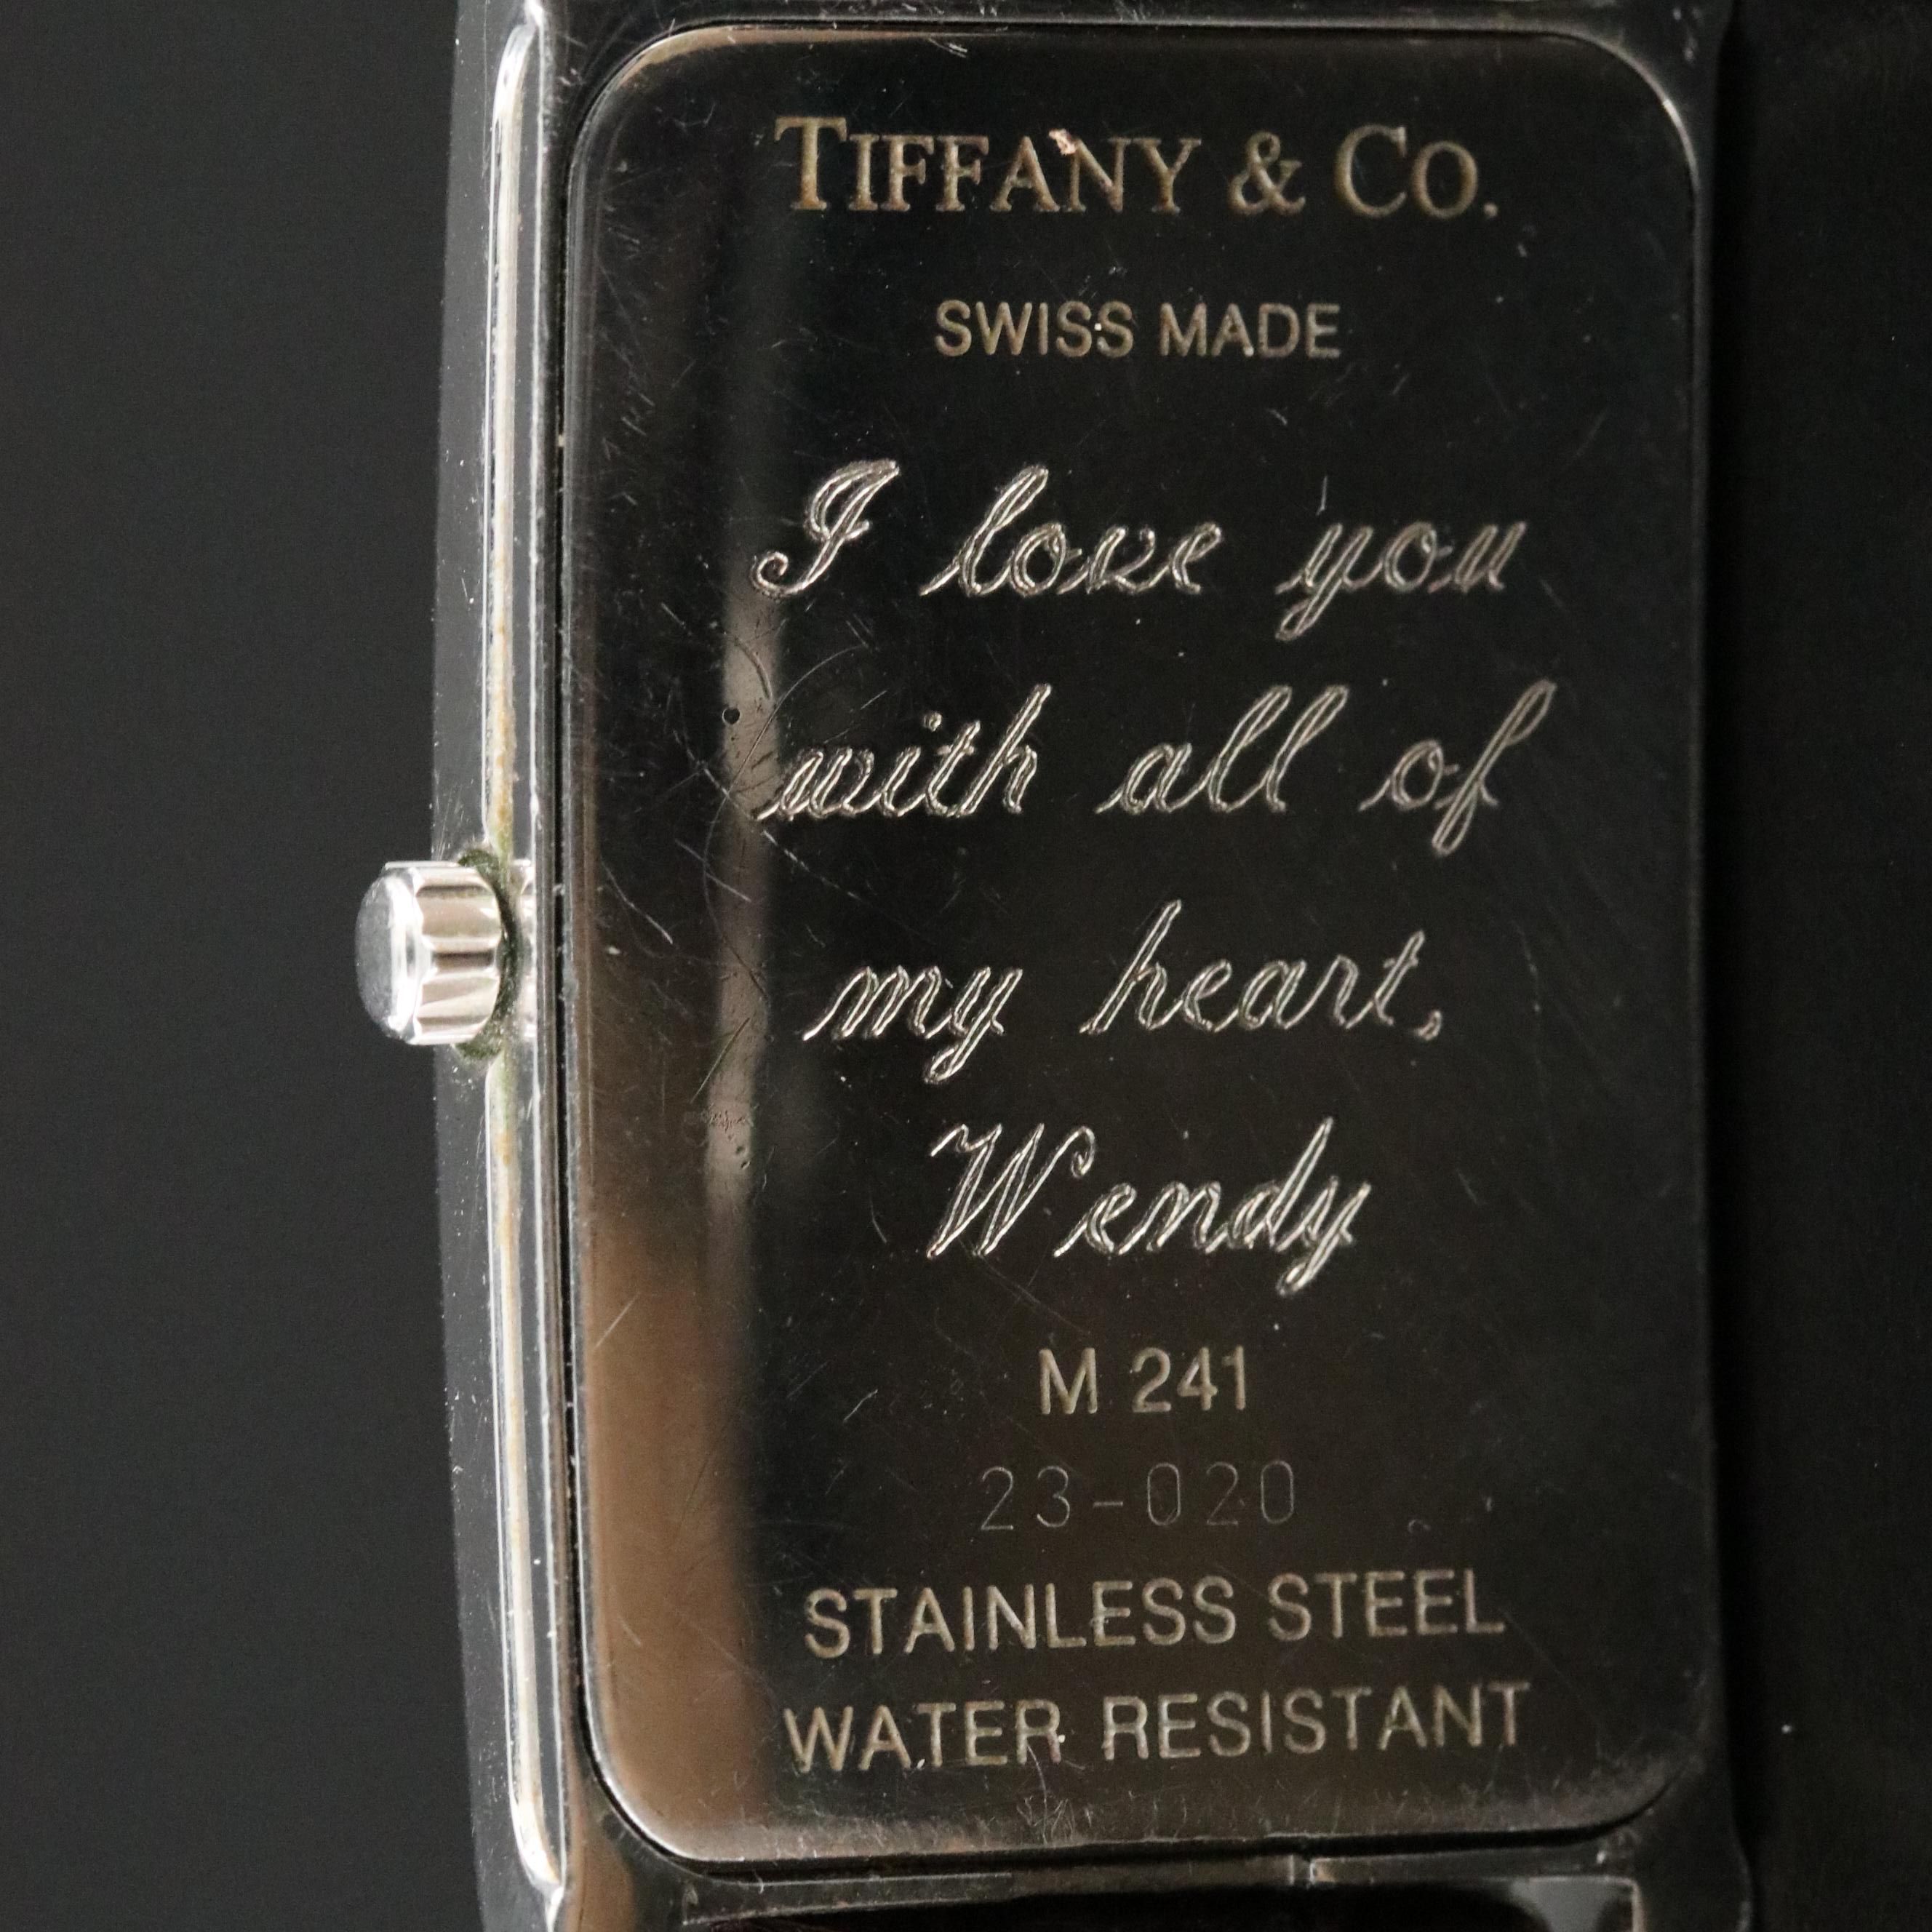 TIFFANY & CO.
SWISS MADE
I love you
with all of
my heart,
Wendy
M 241
23-020
STAINLESS STEEL
WATER RESISTANT